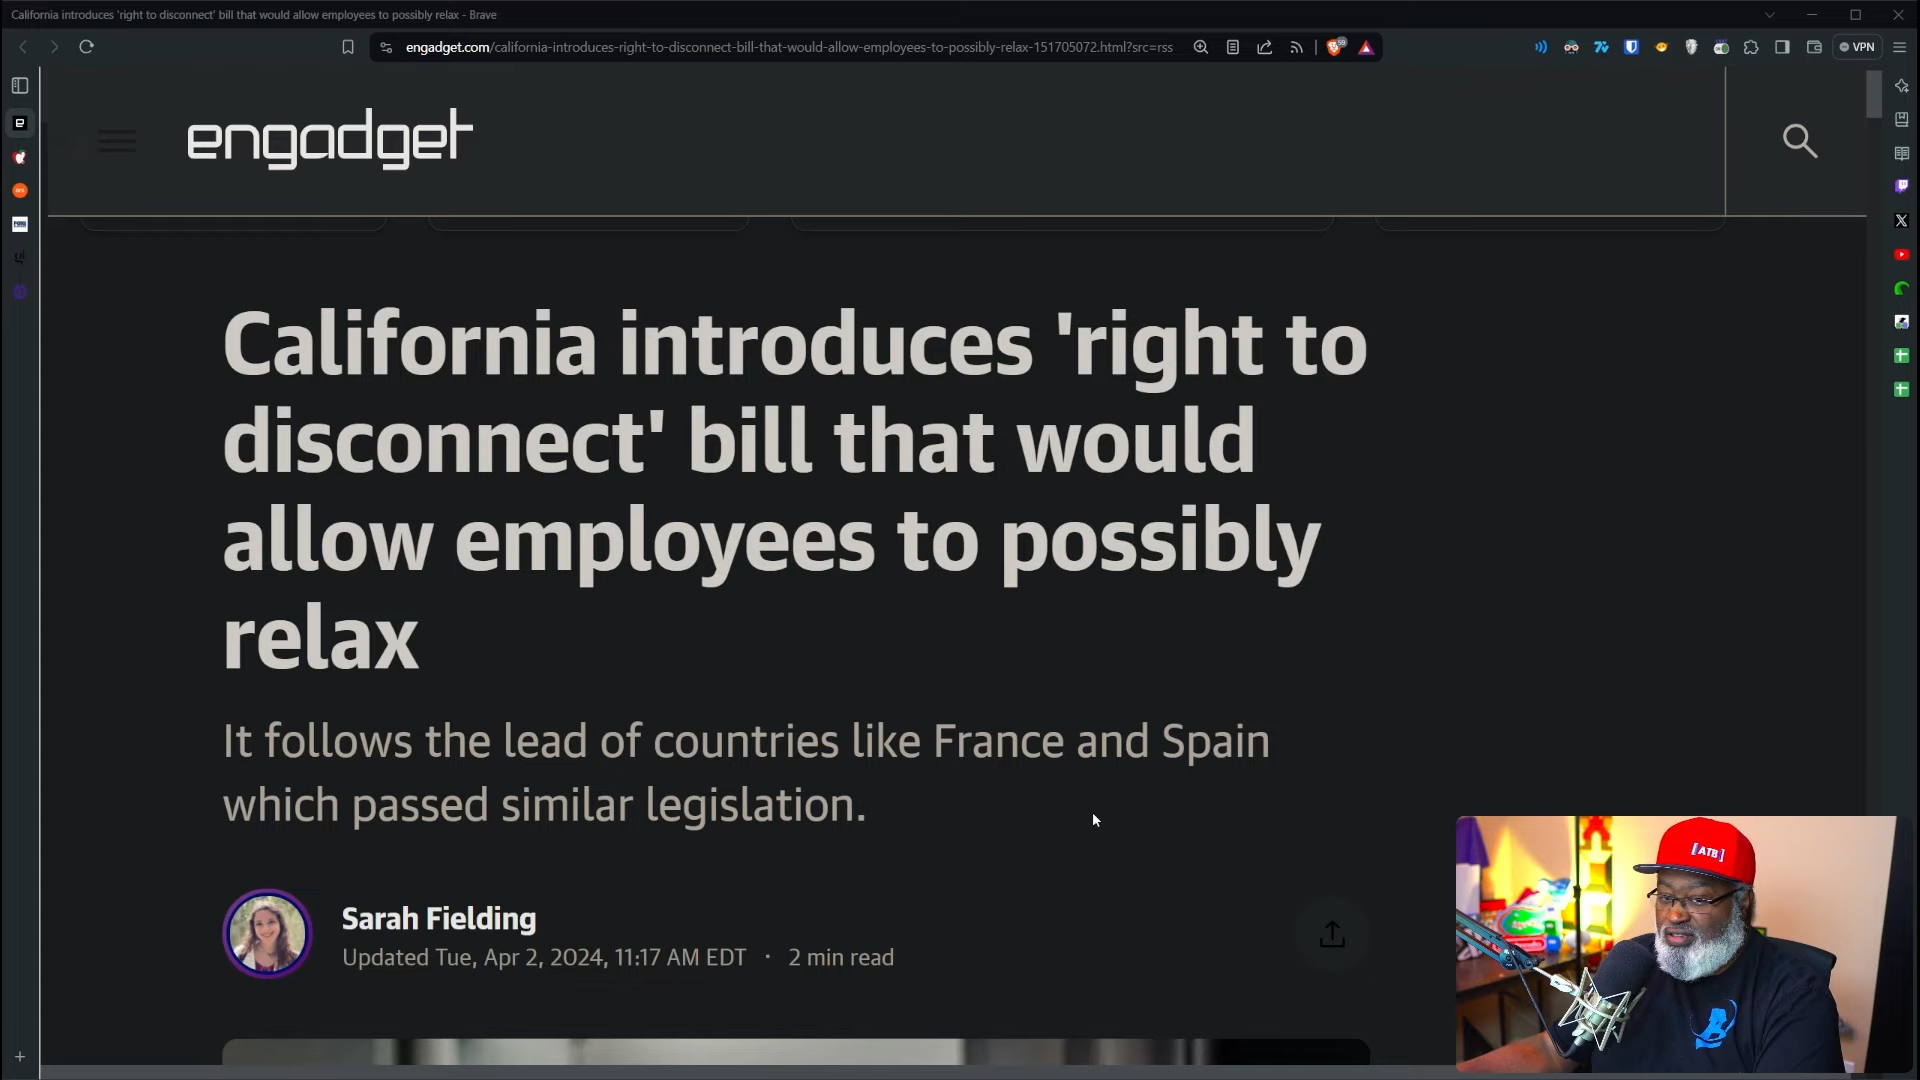 California introduces 'right to disconnect' bill that would allow employees to possibly relax - Brave
engadget.com/california-introduces-right-to-disconnect-bill-that-would-allow-employees-to-possibly-relax-151705072.html?src=rss
VPN
engadget
California introduces 'right to
disconnect' bill that would
allow employees to possibly
relax
It follows the lead of countries like France and Spain
which passed similar legislation.
Sarah Fielding
Updated Tue, Apr 2, 2024, 11:17 AM EDT · 2 min read
[ATB]